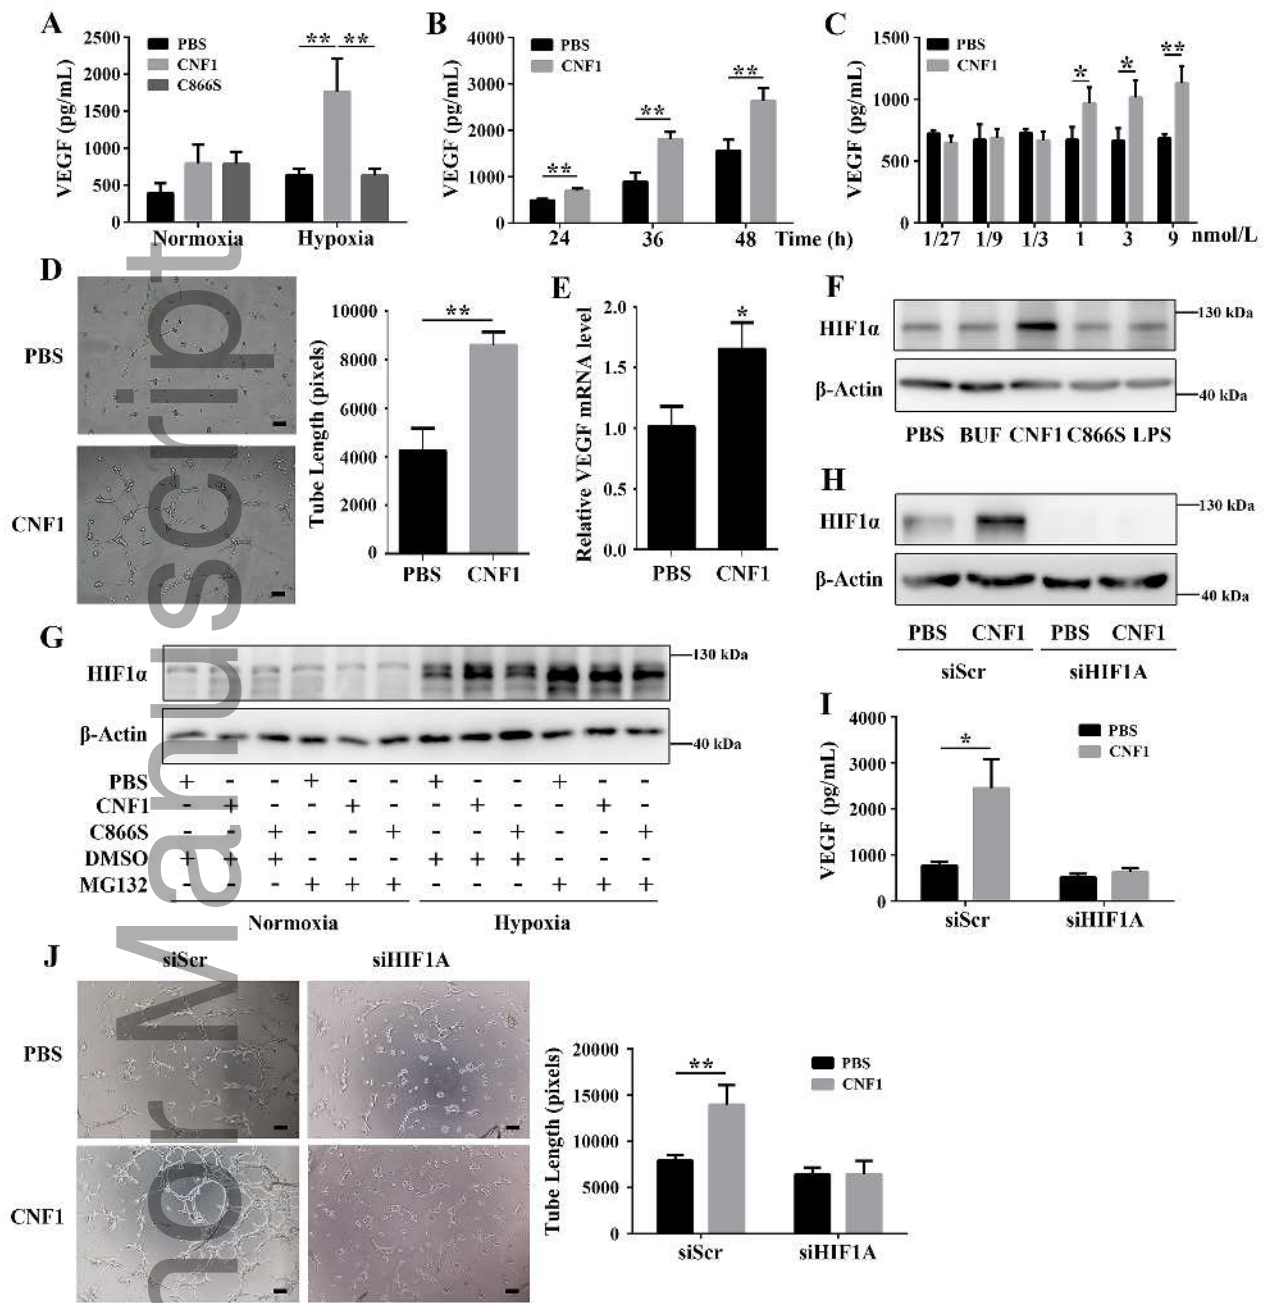 A
VEGF (pg/mL)
2500
2000
1500
1000
500
0
PBS
CNF1
C866S
** **
Normoxia Hypoxia
B
VEGF (pg/mL)
4000
3000
2000
1000
0
PBS
CNF1
**
**
**
24 36 48 Time (h)
C
VEGF (pg/mL)
1500
1000
500
0
PBS
CNF1
* * **
1/27 1/9 1/3 1 3 9 nmol/L
D
PBS
CNF1
Tube Length (pixels)
10000
8000
6000
4000
2000
0
**
PBS CNF1
E
Relative VEGF mRNA level
2.0
1.5
1.0
0.5
0.0
*
PBS CNF1
F
HIF1α
130 kDa
β-Actin
40 kDa
PBS BUF CNF1 C866S LPS
H
HIF1α
130 kDa
β-Actin
40 kDa
PBS CNF1 PBS CNF1
siScr siHIF1A
G
HIF1α
130 kDa
β-Actin
40 kDa
PBS + - - + - - + - - + - -
CNF1 - + - - + - - + - - + -
C866S - - + - - + - - + - - +
DMSO + + + - - - + + + - - -
MG132 - - - + + + - - - + + +
Normoxia Hypoxia
I
VEGF (pg/mL)
4000
3000
2000
1000
0
PBS
CNF1
*
siScr siHIF1A
J
siScr siHIF1A
PBS
CNF1
Tube Length (pixels)
20000
15000
10000
5000
0
PBS
CNF1
**
siScr siHIF1A
or Manuscript